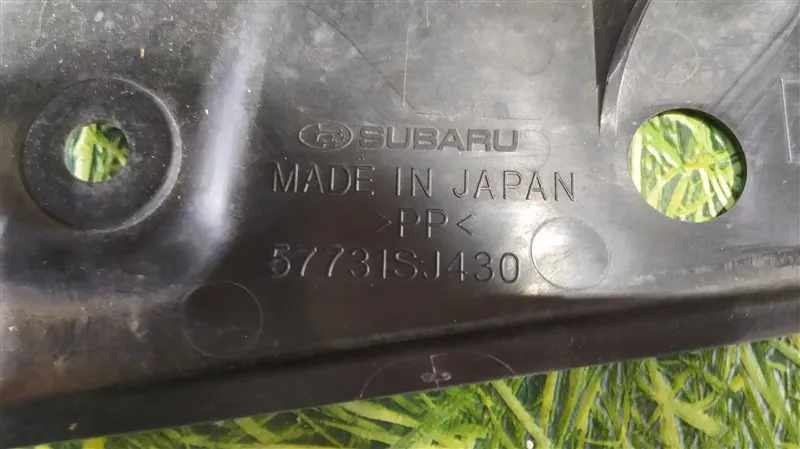 SUBARU
MADE IN JAPAN
>PP<
57731SJ430